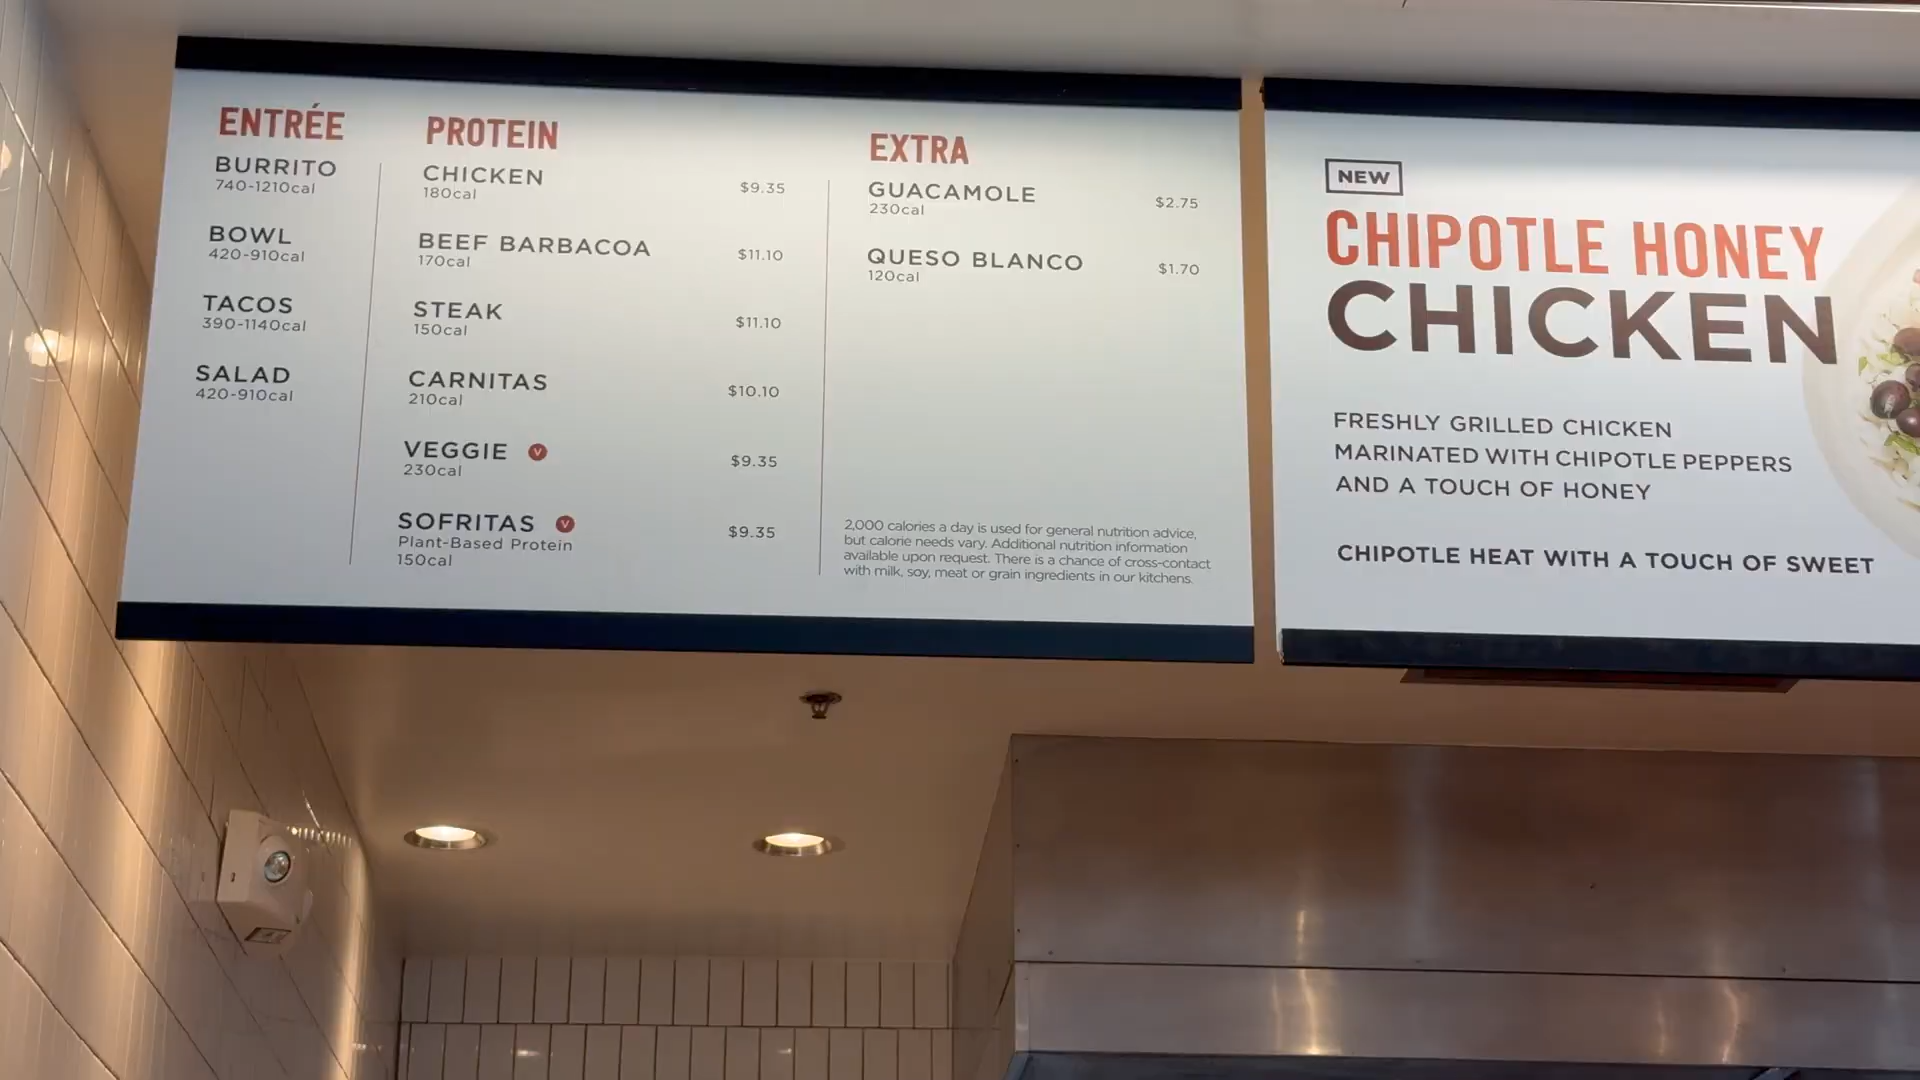 ENTRÉE
BURRITO
740-1210cal
BOWL
420-910cal
TACOS
390-1140cal
SALAD
420-910cal
PROTEIN
CHICKEN $9.35
180cal
BEEF BARBACOA $11.10
170cal
STEAK $11.10
150cal
CARNITAS $10.10
210cal
VEGGIE V $9.35
230cal
SOFRITAS V $9.35
Plant-Based Protein
150cal
EXTRA
GUACAMOLE $2.75
230cal
QUESO BLANCO $1.70
120cal
2,000 calories a day is used for general nutrition advice,
but calorie needs vary. Additional nutrition information
available upon request. There is a chance of cross-contact
with milk, soy, meat or grain ingredients in our kitchens.
NEW
CHIPOTLE HONEY
CHICKEN
FRESHLY GRILLED CHICKEN
MARINATED WITH CHIPOTLE PEPPERS
AND A TOUCH OF HONEY
CHIPOTLE HEAT WITH A TOUCH OF SWEET